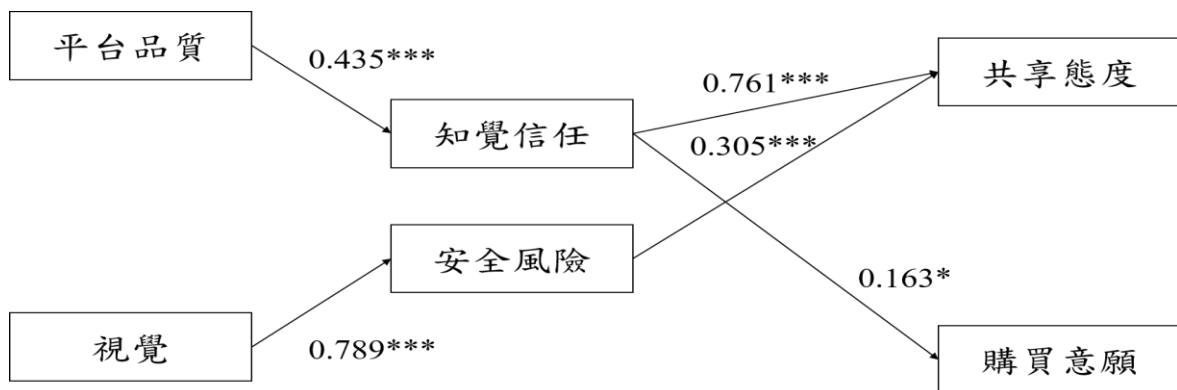 平台品質
0.435***
共享態度
0.761***
知覺信任
0.305***
安全風險
0.163*
視覺
0.789***
購買意願